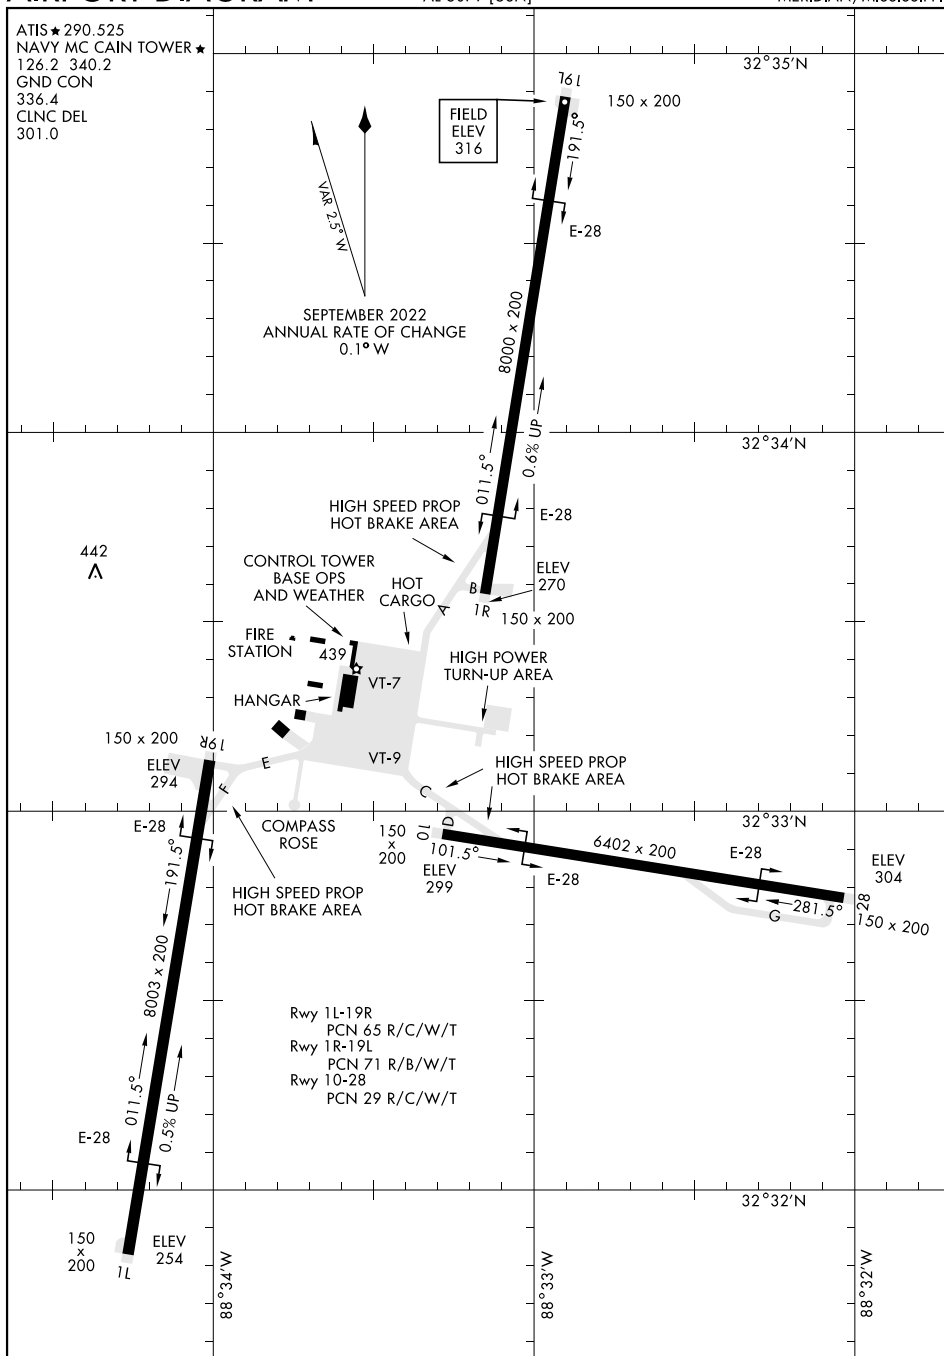 ATIS ★ 290.525
NAVY MC CAIN TOWER ★
126.2 340.2
GND CON
336.4
CLNC DEL
301.0
32°35'N
19L
150 x 200
FIELD
ELEV
316
191.5°
VAR 2.5° W
E-28
SEPTEMBER 2022
ANNUAL RATE OF CHANGE
0.1° W
8000 x 200
32°34'N
0.6% UP
011.5°
HIGH SPEED PROP
HOT BRAKE AREA
E-28
442
CONTROL TOWER
BASE OPS
AND WEATHER
HOT
CARGO
ELEV
270
B
A
1R
150 x 200
FIRE
STATION
439
HIGH POWER
TURN-UP AREA
VT-7
HANGAR
150 x 200
19R
VT-9
E
ELEV
294
F
HIGH SPEED PROP
HOT BRAKE AREA
C
D
32°33'N
E-28
COMPASS
ROSE
150
x
200
10
101.5°
ELEV
299
6402 x 200
E-28
E-28
ELEV
304
191.5°
HIGH SPEED PROP
HOT BRAKE AREA
281.5°
G
28
150 x 200
8003 x 200
Rwy 1L-19R
PCN 65 R/C/W/T
Rwy 1R-19L
PCN 71 R/B/W/T
Rwy 10-28
PCN 29 R/C/W/T
011.5°
0.5% UP
E-28
32°32'N
150
x
200
ELEV
254
1L
88°34'W
88°33'W
88°32'W